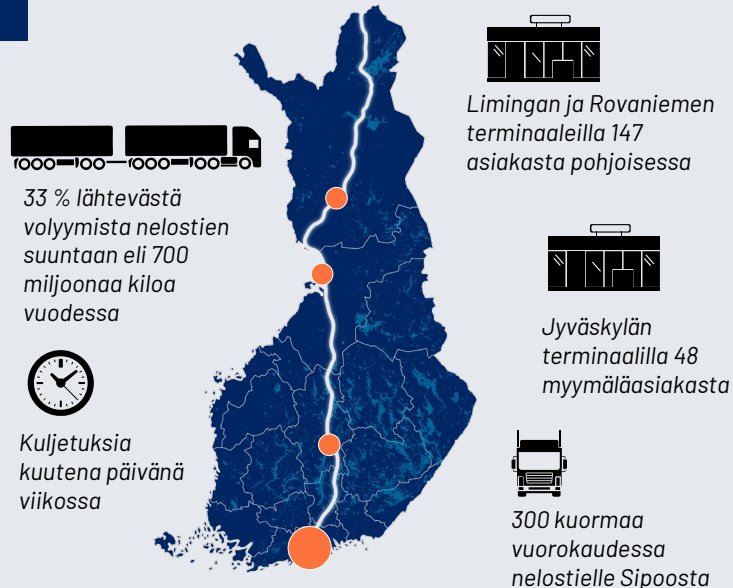 33 % lähtevästä
volyymista nelostien
suuntaan eli 700
miljoonaa kiloa
vuodessa
Kuljetuksia
kuutena päivänä
viikossa
Limingan ja Rovaniemen
terminaaleilla 147
asiakasta pohjoisessa
Jyväskylän
terminaalilla 48
myymäläasiakasta
300 kuormaa
vuorokaudessa
nelostielle Sipoosta